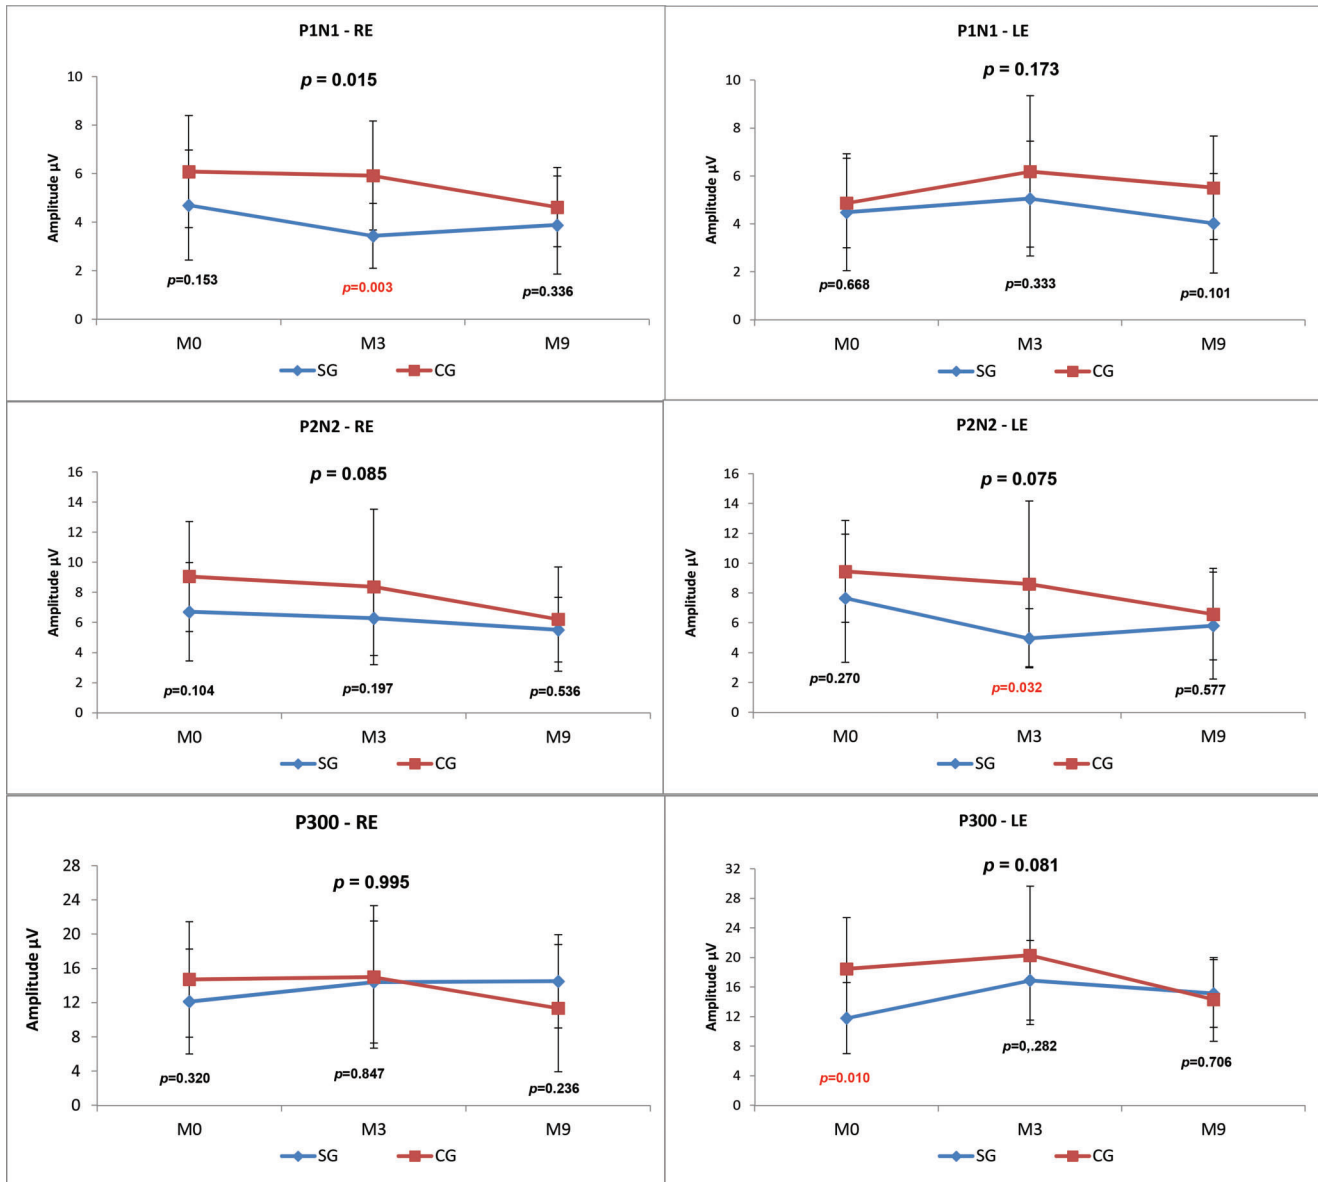 P1N1 - RE
p = 0.015
Amplitude µV
10
8
6
4
2
0
p=0.153
p=0.003
p=0.336
M0 M3 M9
SG CG
P1N1 - LE
p = 0.173
Amplitude µV
10
8
6
4
2
0
p=0.668
p=0.333
p=0.101
M0 M3 M9
SG CG
P2N2 - RE
p = 0.085
Amplitude µV
16
14
12
10
8
6
4
2
0
p=0.104
p=0.197
p=0.536
M0 M3 M9
SG CG
P2N2 - LE
p = 0.075
Amplitude µV
16
14
12
10
8
6
4
2
0
p=0.270
p=0.032
p=0.577
M0 M3 M9
SG CG
P300 - RE
p = 0.995
Amplitude µV
28
24
20
16
12
8
4
0
p=0.320
p=0.847
p=0.236
M0 M3 M9
SG CG
P300 - LE
p = 0.081
Amplitude µV
32
28
24
20
16
12
8
4
0
p=0.010
p=0,.282
p=0.706
M0 M3 M9
SG CG